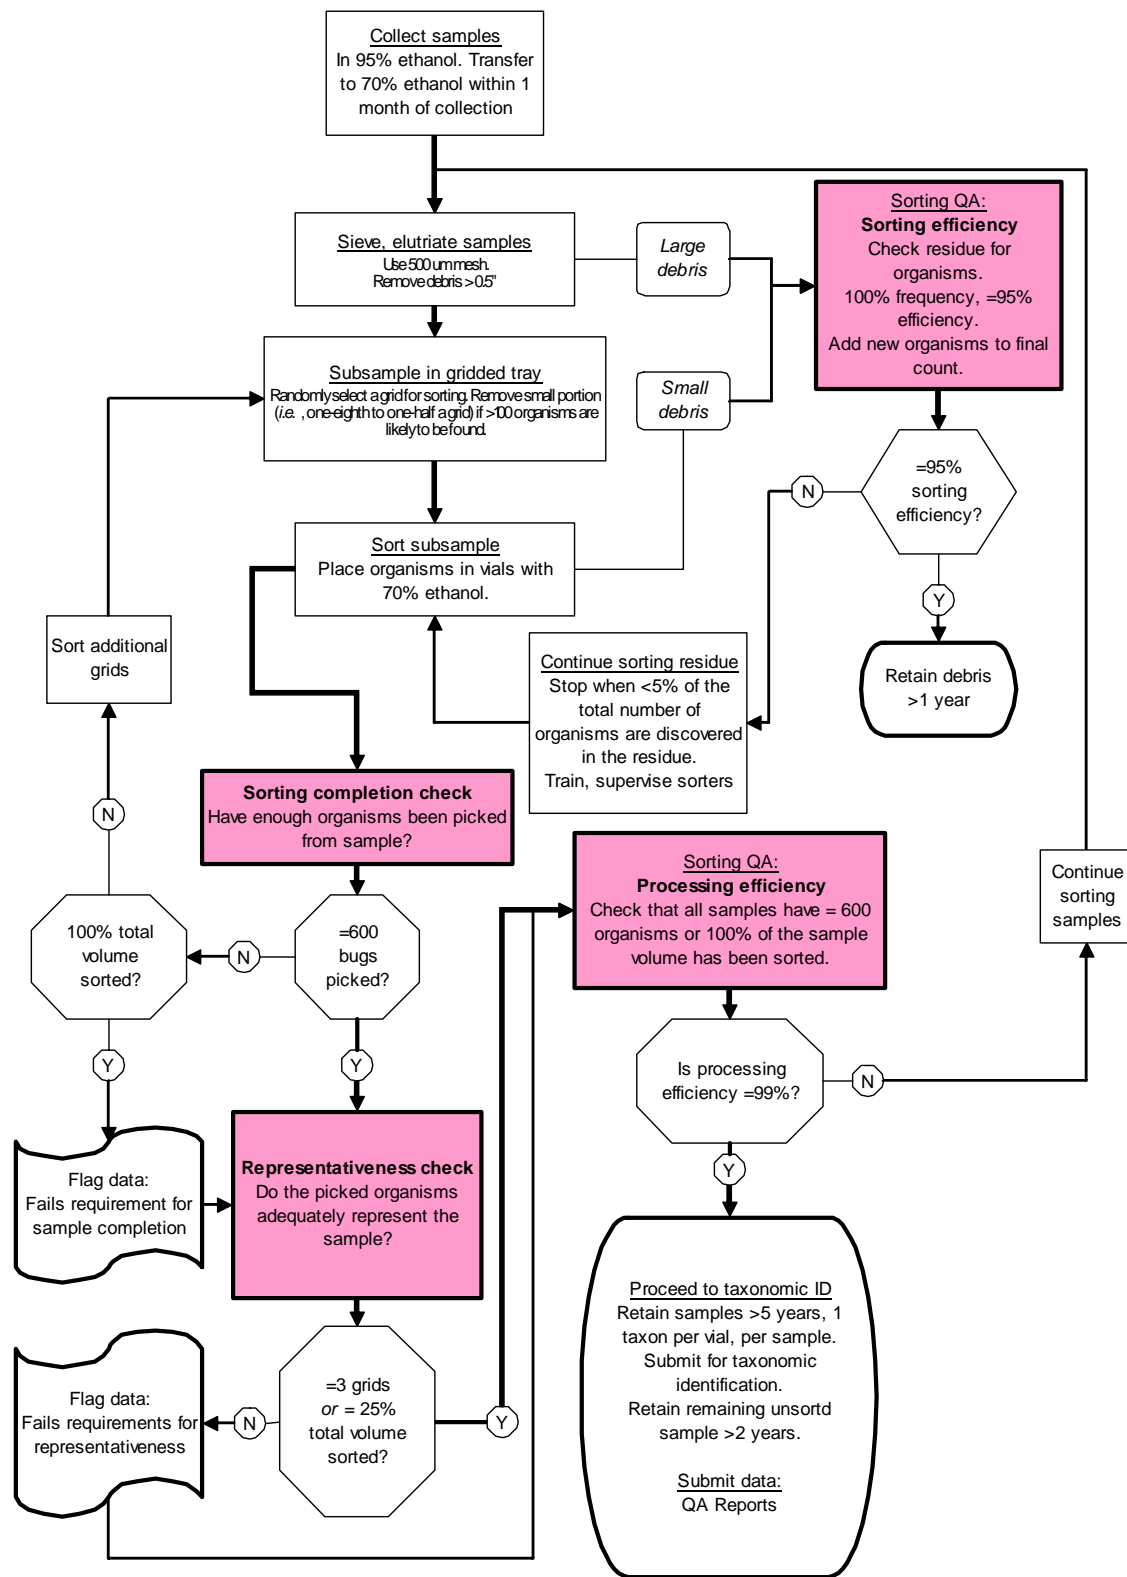 Collect samples
In 95% ethanol. Transfer
to 70% ethanol within 1
month of collection
Sieve, elutriate samples
Use 500 um mesh.
Remove debris > 0.5"
Large
debris
Sorting QA:
Sorting efficiency
Check residue for
organisms.
100% frequency, =95%
efficiency.
Add new organisms to final
count.
Subsample in gridded tray
Randomly select a grid for sorting. Remove small portion
(i.e. , one-eighth to one-half a grid) if >100 organisms are
likely to be found.
Small
debris
=95%
sorting
efficiency?
N
Y
Retain debris
>1 year
Sort subsample
Place organisms in vials with
70% ethanol.
Continue sorting residue
Stop when <5% of the
total number of
organisms are discovered
in the residue.
Train, supervise sorters
Sort additional
grids
N
Sorting completion check
Have enough organisms been picked
from sample?
=600
bugs
picked?
N
100% total
volume
sorted?
Y
Y
Sorting QA:
Processing efficiency
Check that all samples have = 600
organisms or 100% of the sample
volume has been sorted.
Continue
sorting
samples
Is processing
efficiency =99%?
N
Y
Flag data:
Fails requirement for
sample completion
Representativeness check
Do the picked organisms
adequately represent the
sample?
=3 grids
or = 25%
total volume
sorted?
N
Y
Flag data:
Fails requirements for
representativeness
Proceed to taxonomic ID
Retain samples >5 years, 1
taxon per vial, per sample.
Submit for taxonomic
identification.
Retain remaining unsortd
sample >2 years.
Submit data:
QA Reports